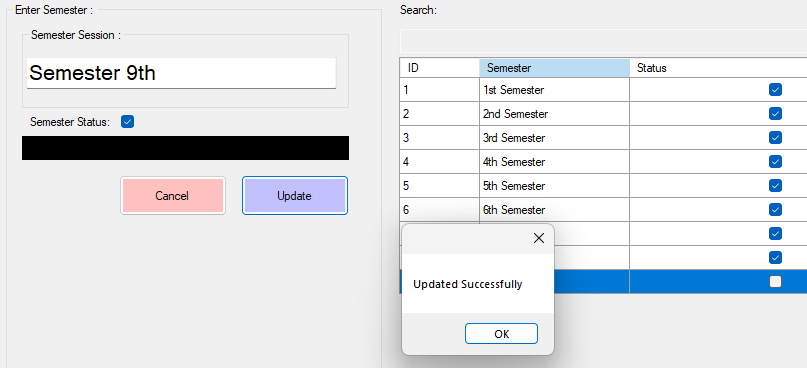 Enter Semester :
Semester Session :
Semester 9th
Semester Status:
Cancel
Update
Search:
ID Semester Status
1 1st Semester
2 2nd Semester
3 3rd Semester
4 4th Semester
5 5th Semester
6 6th Semester
Updated Successfully
OK